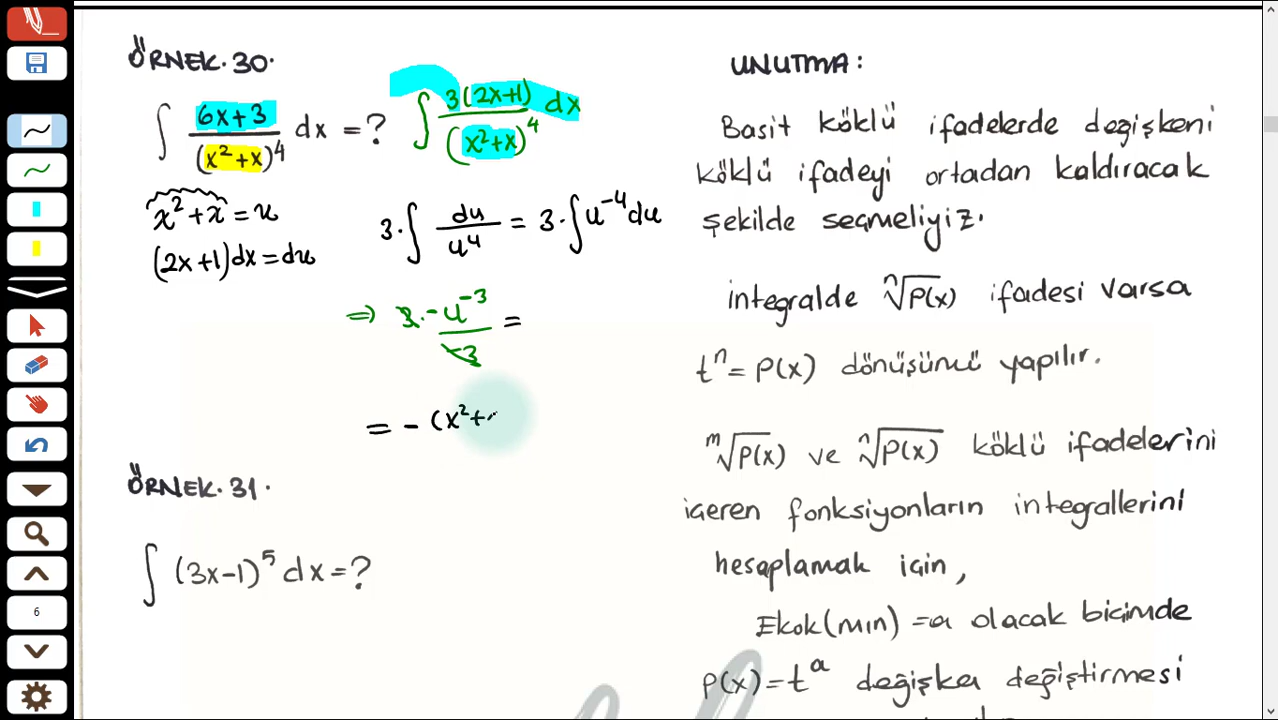 ÖRNEK.30.
∫ 6x+3 / (x²+x)⁴ dx = ?
∫ 3(2x+1) dx / (x²+x)⁴
x²+x=u
(2x+1)dx=du
3.∫ du / u⁴ = 3.∫u⁻⁴du
⇒ 3.-u⁻³ / -3 =
= - (x²+
ÖRNEK.31.
∫ (3x-1)⁵ dx=?
6
UNUTMA:
Basit köklü ifadelerde değişkeni
köklü ifadeyi ortadan kaldıracak
şekilde seçmeliyiz.
integralde ⁿ√P(x) ifadesi varsa
tⁿ= P(x) dönüşümü yapılır.
ᵐ√P(x) ve ⁿ√P(x) köklü ifadelerini
içeren fonksiyonların integrallerini
hesaplamak için,
Ekok(mın) =a olacak biçimde
P(x)=tᵃ değişken değiştirmesi